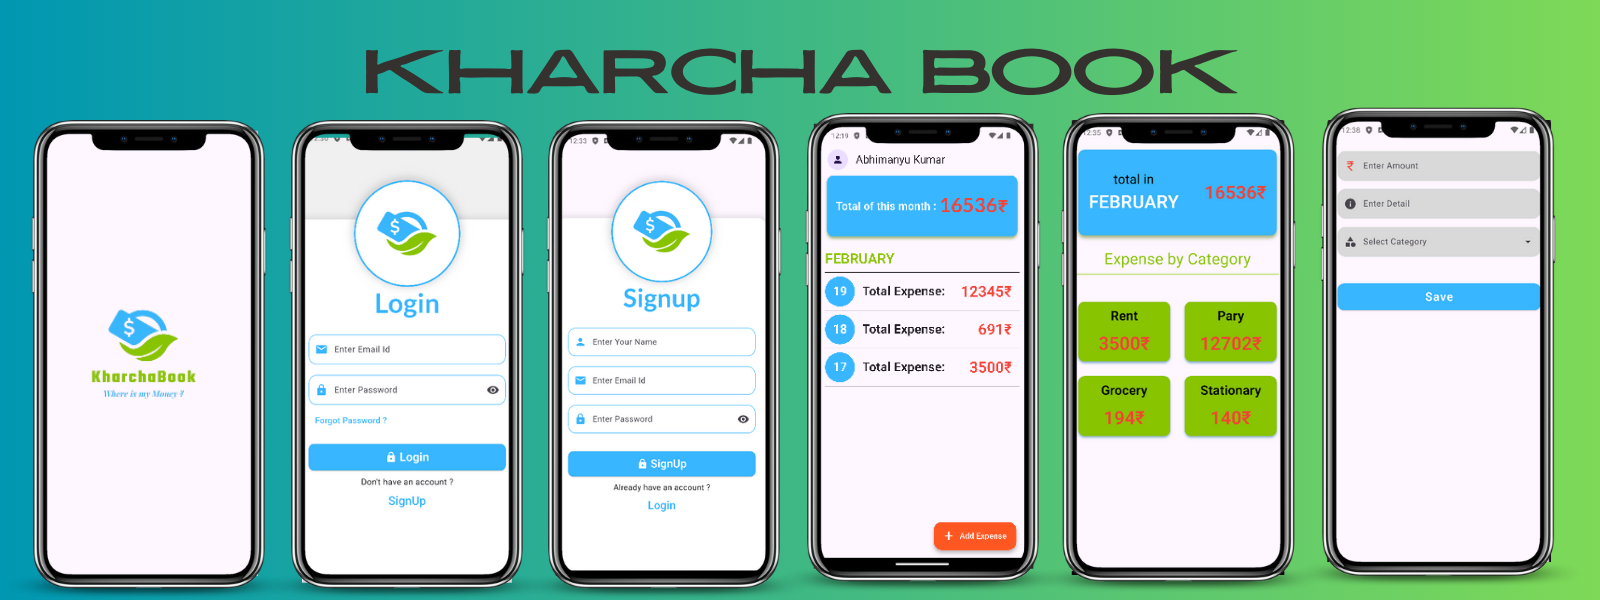 KHARCHA BOOK
$
KharchaBook
Where is my Money ?
$
Login
Enter Email Id
Enter Password
Forgot Password ?
Login
Don't have an account ?
SignUp
12:33
$
Signup
Enter Your Name
Enter Email Id
Enter Password
SignUp
Already have an account ?
Login
12:19
Abhimanyu Kumar
Total of this month : 16536₹
FEBRUARY
19 Total Expense: 12345₹
18 Total Expense: 691₹
17 Total Expense: 3500₹
+ Add Expense
12:35
total in
FEBRUARY 16536₹
Expense by Category
Rent Pary
3500₹ 12702₹
Grocery Stationary
194₹ 140₹
12:38
₹ Enter Amount
Enter Detail
Select Category
Save